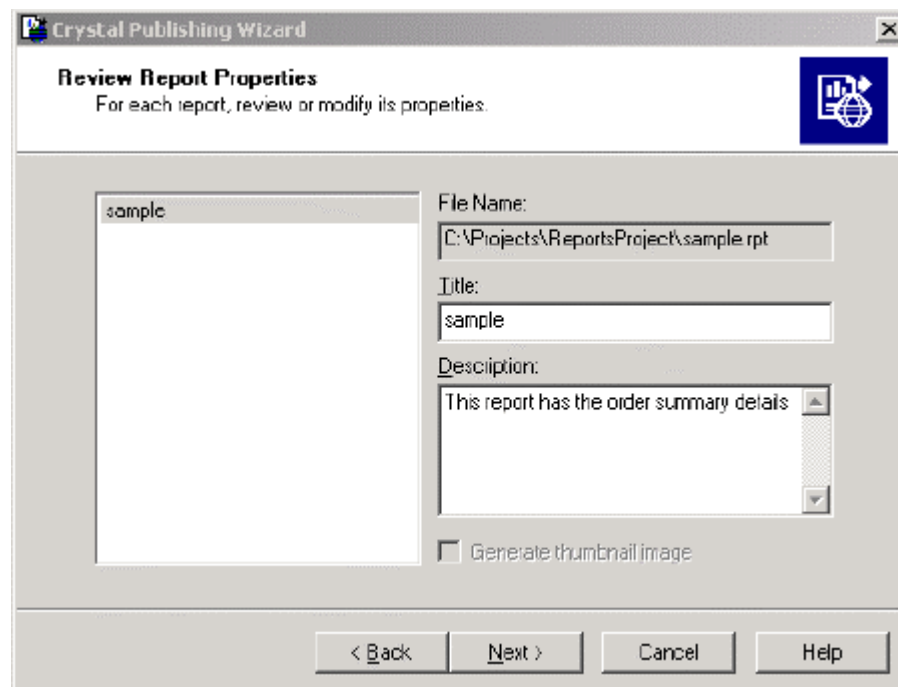 Crystal Publishing Wizard
Review Report Properties
For each report, review or modify its properties.
sample
File Name:
C:\Projects\ReportsProject\sample.rpt
Title:
sample
Description:
This report has the order summary details
Generate thumbnail image
< Back
Next >
Cancel
Help